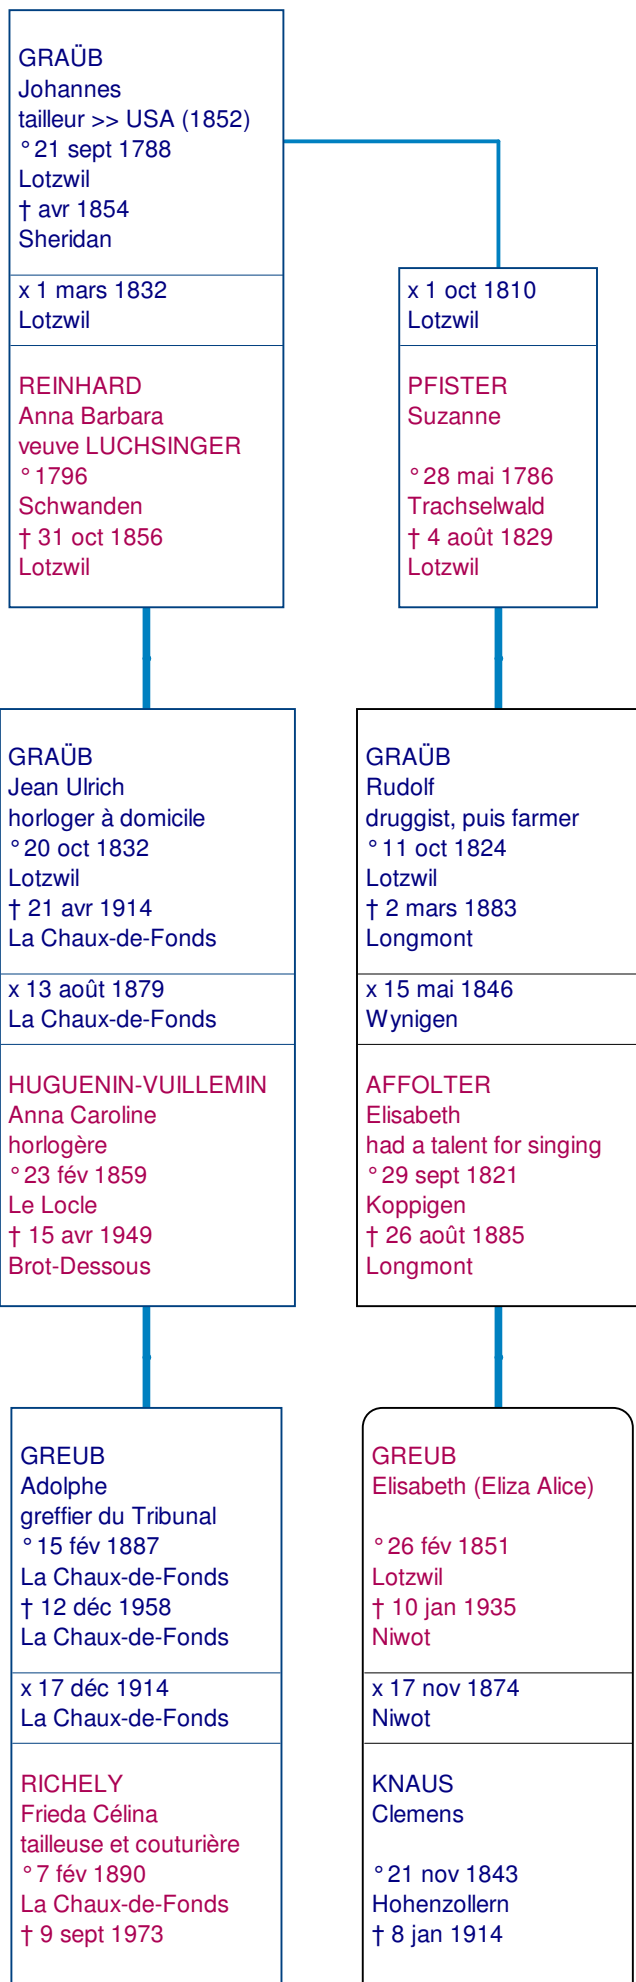 GRAÜB
Johannes
tailleur >> USA (1852)
° 21 sept 1788
Lotzwil
† avr 1854
Sheridan
x 1 mars 1832
Lotzwil
REINHARD
Anna Barbara
veuve LUCHSINGER
° 1796
Schwanden
† 31 oct 1856
Lotzwil
x 1 oct 1810
Lotzwil
PFISTER
Suzanne
° 28 mai 1786
Trachselwald
† 4 août 1829
Lotzwil
GRAÜB
Jean Ulrich
horloger à domicile
° 20 oct 1832
Lotzwil
† 21 avr 1914
La Chaux-de-Fonds
x 13 août 1879
La Chaux-de-Fonds
HUGUENIN-VUILLEMIN
Anna Caroline
horlogère
° 23 fév 1859
Le Locle
† 15 avr 1949
Brot-Dessous
GRAÜB
Rudolf
druggist, puis farmer
° 11 oct 1824
Lotzwil
† 2 mars 1883
Longmont
x 15 mai 1846
Wynigen
AFFOLTER
Elisabeth
had a talent for singing
° 29 sept 1821
Koppigen
† 26 août 1885
Longmont
GREUB
Adolphe
greffier du Tribunal
° 15 fév 1887
La Chaux-de-Fonds
† 12 déc 1958
La Chaux-de-Fonds
x 17 déc 1914
La Chaux-de-Fonds
RICHELY
Frieda Célina
tailleuse et couturière
° 7 fév 1890
La Chaux-de-Fonds
† 9 sept 1973
GREUB
Elisabeth (Eliza Alice)
° 26 fév 1851
Lotzwil
† 10 jan 1935
Niwot
x 17 nov 1874
Niwot
KNAUS
Clemens
° 21 nov 1843
Hohenzollern
† 8 jan 1914